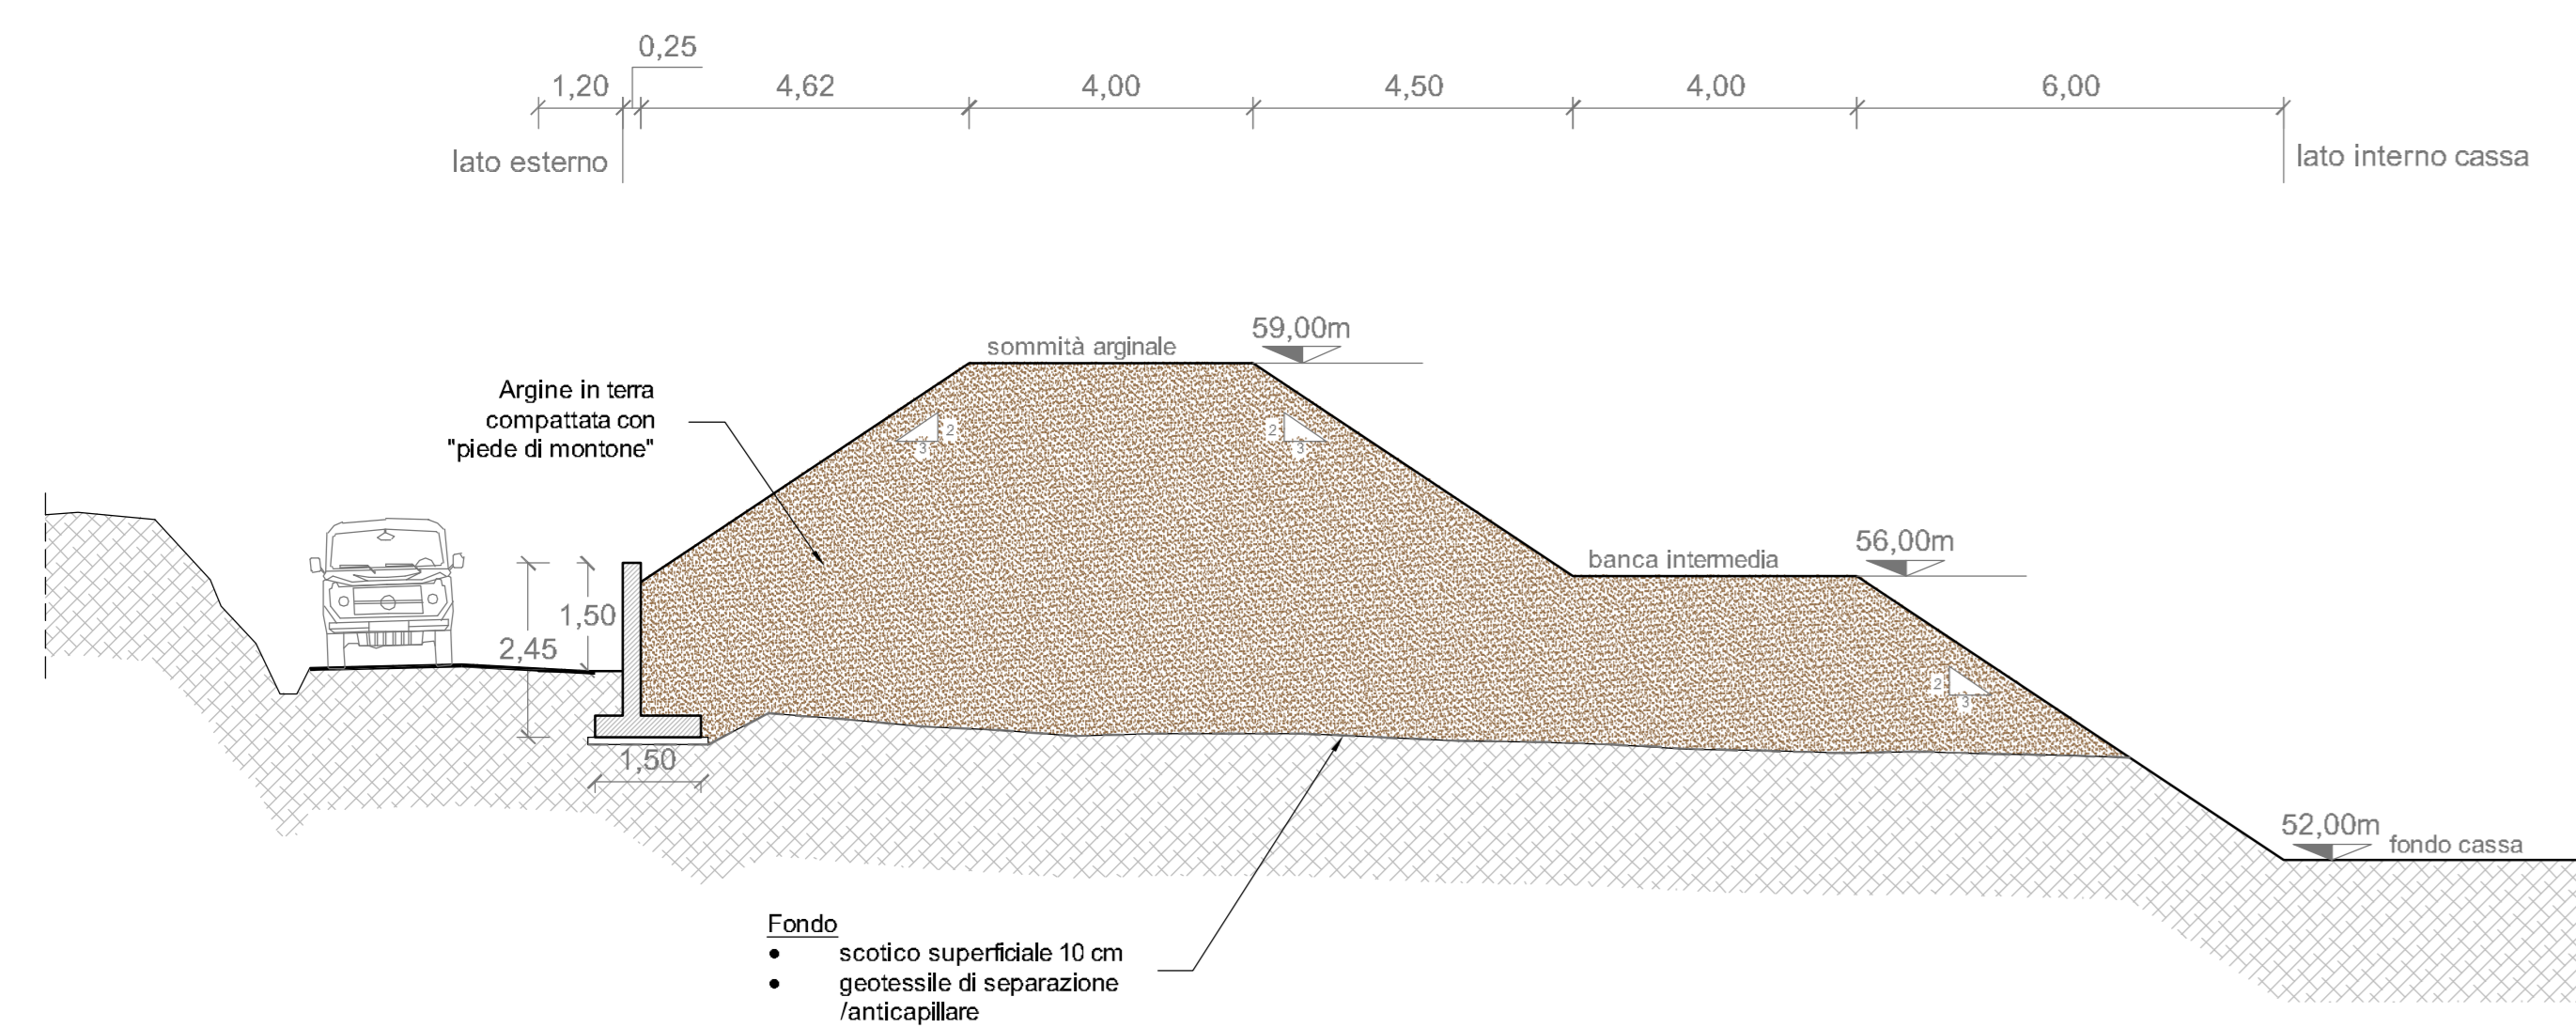 0,25
1,20
4,62
4,00
4,50
4,00
6,00
lato esterno
lato interno cassa
59,00m
sommità arginale
Argine in terra
compattata con
"piede di montone"
2
3
2
3
56,00m
banca intermedia
1,50
2,45
2
3
1,50
52,00m
fondo cassa
Fondo
• scotico superficiale 10 cm
• geotessile di separazione
/anticapillare